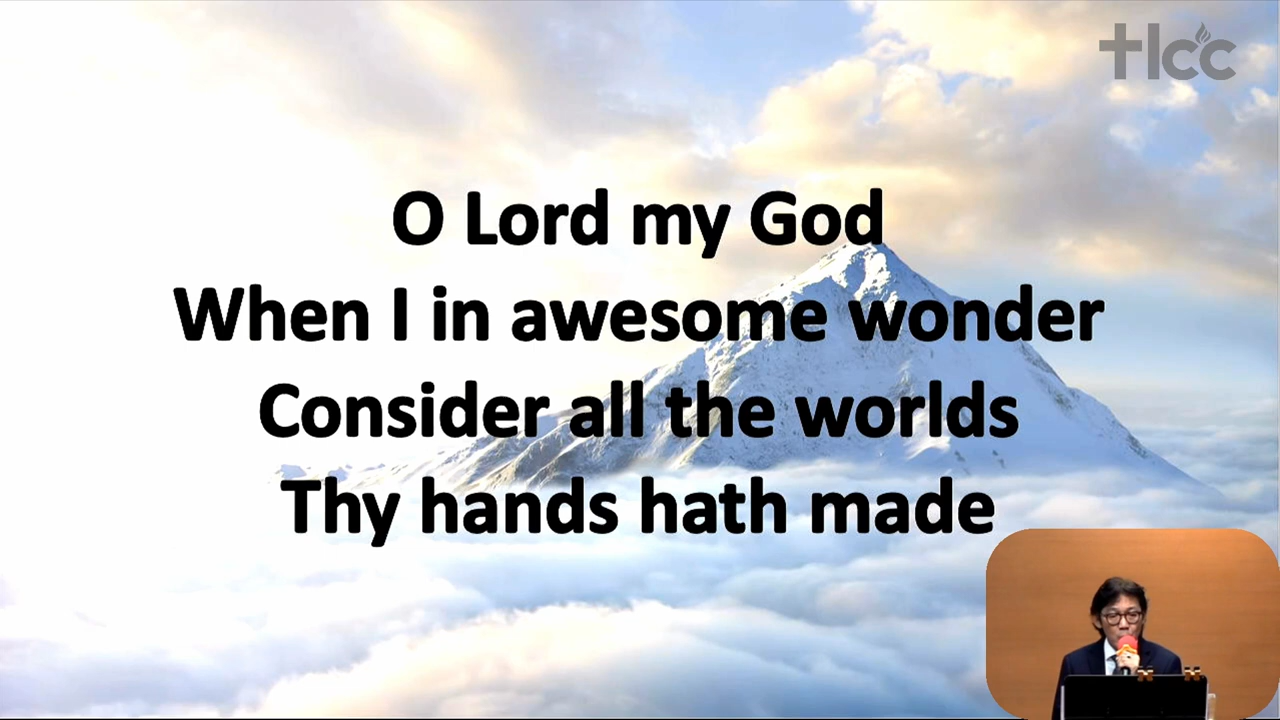 tlcc
O Lord my God
When I in awesome wonder
Consider all the worlds
Thy hands hath made